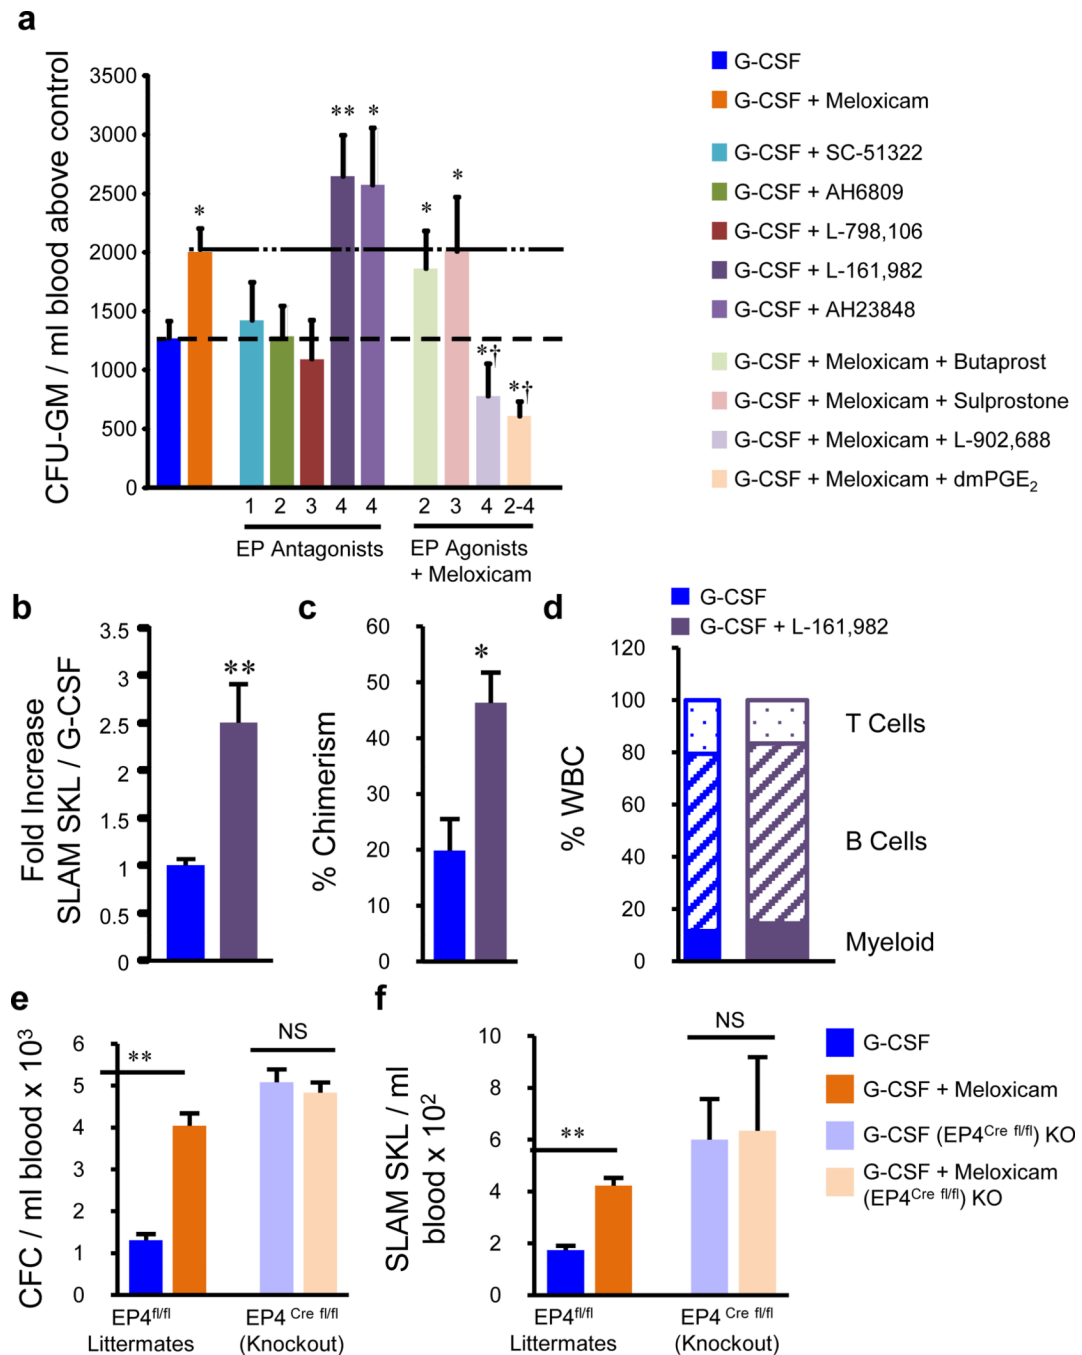 a
CFU-GM / ml blood above control
3500
3000
2500
2000
1500
1000
500
0
*
**
*
*
*
*†
*†
1 2 3 4 4
2 3 4 2-4
EP Antagonists
EP Agonists
+ Meloxicam
G-CSF
G-CSF + Meloxicam
G-CSF + SC-51322
G-CSF + AH6809
G-CSF + L-798,106
G-CSF + L-161,982
G-CSF + AH23848
G-CSF + Meloxicam + Butaprost
G-CSF + Meloxicam + Sulprostone
G-CSF + Meloxicam + L-902,688
G-CSF + Meloxicam + dmPGE₂
b
Fold Increase
SLAM SKL / G-CSF
3.5
3
2.5
2
1.5
1
0.5
0
**
c
% Chimerism
60
50
40
30
20
10
0
*
d
G-CSF
G-CSF + L-161,982
% WBC
120
100
80
60
40
20
0
T Cells
B Cells
Myeloid
e
CFC / ml blood x 10³
6
5
4
3
2
1
0
**
NS
EP4fl/fl
Littermates
EP4 Cre fl/fl
(Knockout)
f
SLAM SKL / ml
blood x 10²
10
8
6
4
2
0
**
NS
EP4fl/fl
Littermates
EP4 Cre fl/fl
(Knockout)
G-CSF
G-CSF + Meloxicam
G-CSF (EP4Cre fl/fl) KO
G-CSF + Meloxicam
(EP4Cre fl/fl) KO